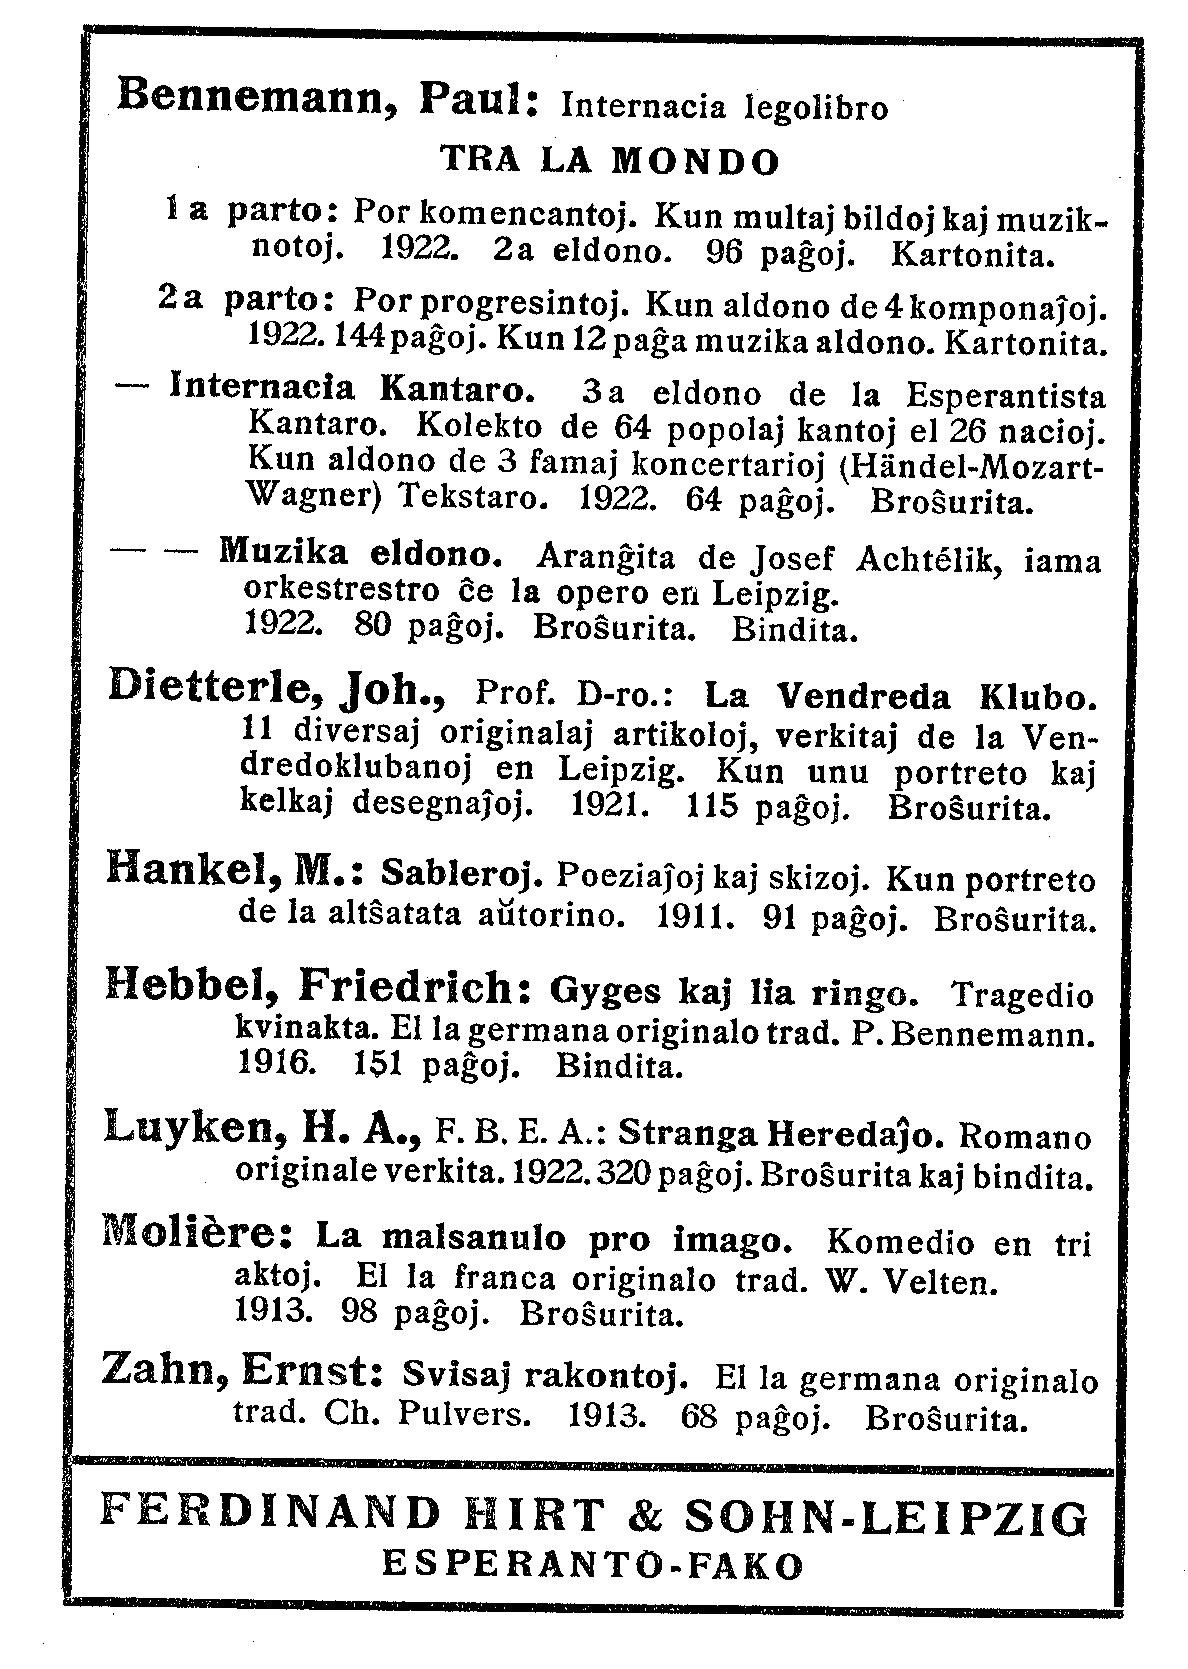 Bennemann, Paul: Internacia legolibro
TRA LA MONDO
1a parto: Por komencantoj. Kun multaj bildoj kaj muzik-
notoj. 1922. 2a eldono. 96 paĝoj. Kartonita.
2a parto: Por progresintoj. Kun aldono de 4 komponaĵoj.
1922. 144 paĝoj. Kun 12 paĝa muzika aldono. Kartonita.
— Internacia Kantaro. 3a eldono de la Esperantista
Kantaro. Kolekto de 64 popolaj kantoj el 26 nacioj.
Kun aldono de 3 famaj koncertarioj (Händel-Mozart-
Wagner) Tekstaro. 1922. 64 paĝoj. Broŝurita.
— — Muzika eldono. Aranĝita de Josef Achtélik, iama
orkestrestro ĉe la opero en Leipzig.
1922. 80 paĝoj. Broŝurita. Bindita.
Dietterle, Joh., Prof. D-ro.: La Vendreda Klubo.
11 diversaj originalaj artikoloj, verkitaj de la Ven-
dredoklubanoj en Leipzig. Kun unu portreto kaj
kelkaj desegnaĵoj. 1921. 115 paĝoj. Broŝurita.
Hankel, M.: Sableroj. Poeziaĵoj kaj skizoj. Kun portreto
de la altŝatata aŭtorino. 1911. 91 paĝoj. Broŝurita.
Hebbel, Friedrich: Gyges kaj lia ringo. Tragedio
kvinakta. El la germana originalo trad. P. Bennemann.
1916. 151 paĝoj. Bindita.
Luyken, H. A., F. B. E. A.: Stranga Heredaĵo. Romano
originale verkita. 1922. 320 paĝoj. Broŝurita kaj bindita.
Molière: La malsanulo pro imago. Komedio en tri
aktoj. El la franca originalo trad. W. Velten.
1913. 98 paĝoj. Broŝurita.
Zahn, Ernst: Svisaj rakontoj. El la germana originalo
trad. Ch. Pulvers. 1913. 68 paĝoj. Broŝurita.
FERDINAND HIRT & SOHN-LEIPZIG
ESPERANTO-FAKO